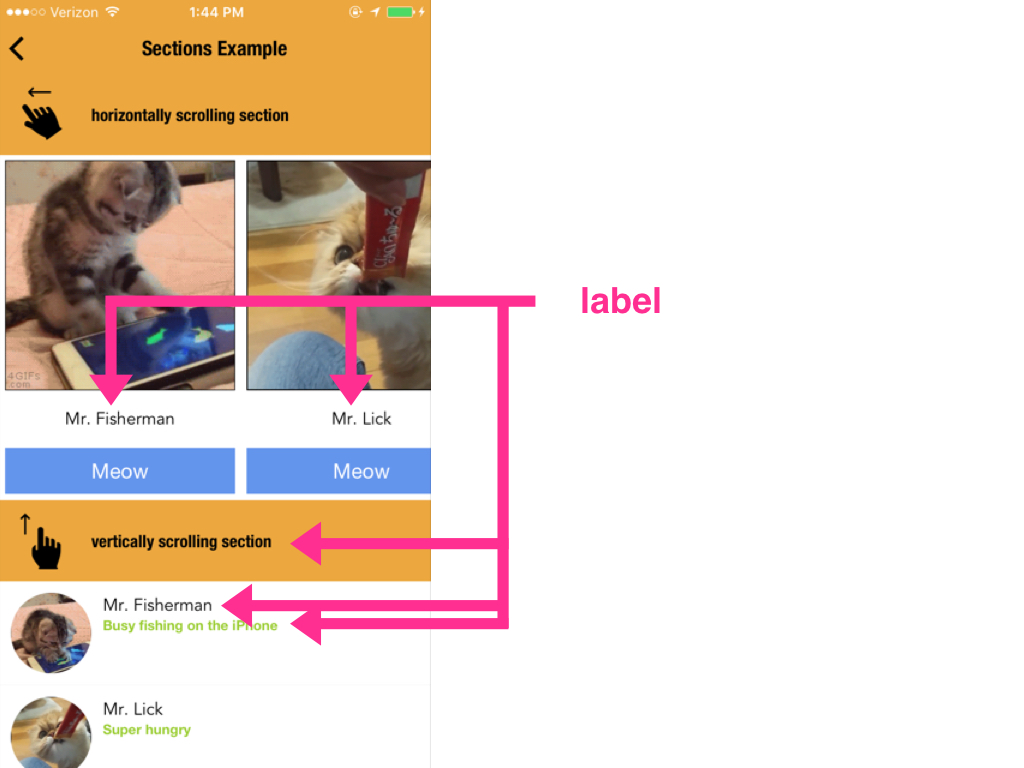 Verizon 1:44 PM
Sections Example
horizontally scrolling section
4GIFs
.com
Mr. Fisherman Mr. Lick
Meow Meow
label
vertically scrolling section
Mr. Fisherman
Busy fishing on the iPhone
Mr. Lick
Super hungry